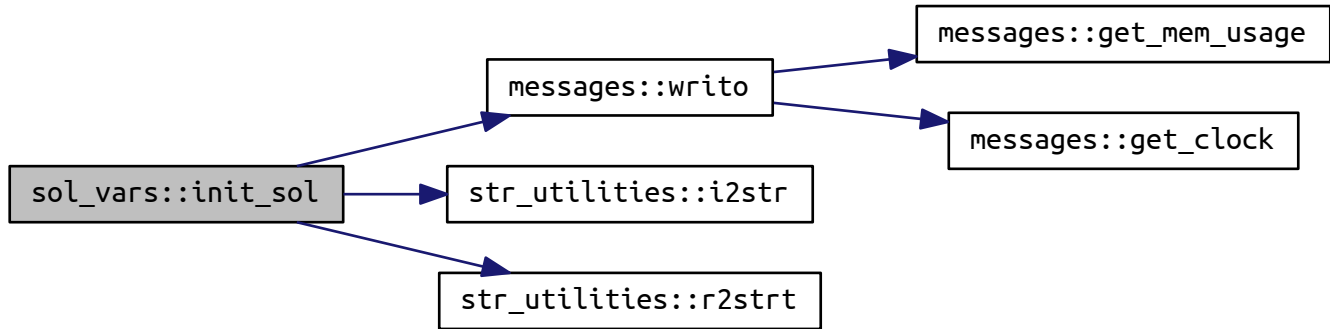 messages::get_mem_usage
messages::writo
messages::get_clock
sol_vars::init_sol
str_utilities::i2str
str_utilities::r2strt